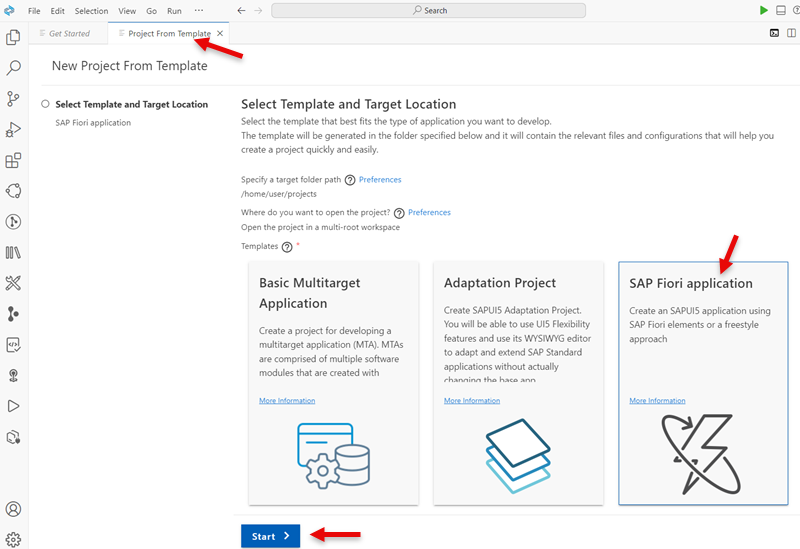 File Edit Selection View Go Run ··· Search
Get Started Project From Template
New Project From Template
Select Template and Target Location
SAP Fiori application
Select Template and Target Location
Select the template that best fits the type of application you want to develop.
The template will be generated in the folder specified below and it will contain the relevant files and configurations that will help you
create a project quickly and easily.
Specify a target folder path ? Preferences
/home/user/projects
Where do you want to open the project? ? Preferences
Open the project in a multi-root workspace
Templates ? *
Basic Multitarget
Application
Create a project for developing a
multitarget application (MTA). MTAs
are comprised of multiple software
modules that are created with
More Information
Adaptation Project
Create SAPUI5 Adaptation Project.
You will be able to use UI5 Flexibility
features and use its WYSIWYG editor
to adapt and extend SAP Standard
applications without actually
changing the base app.
More Information
SAP Fiori application
Create an SAPUI5 application using
SAP Fiori elements or a freestyle
approach
More Information
Start